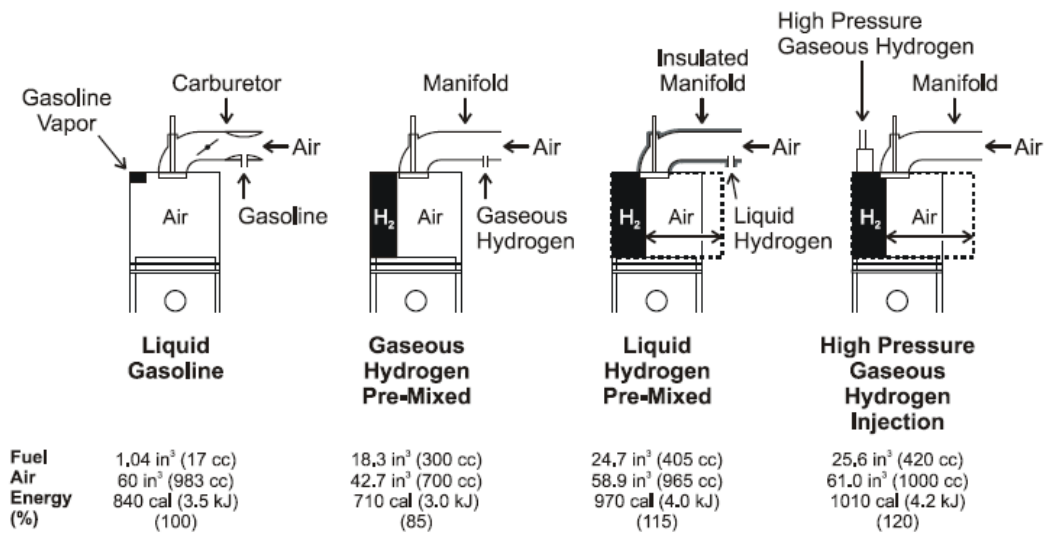 High Pressure
Gaseous Hydrogen
Insulated
Manifold
Carburetor
Manifold
Manifold
Gasoline
Vapor
Air
Air
Air
Air
Air
Gasoline
H2
Air
Gaseous
Hydrogen
H2
Air
Liquid
Hydrogen
H2
Air
Liquid
Gasoline
Gaseous
Hydrogen
Pre-Mixed
Liquid
Hydrogen
Pre-Mixed
High Pressure
Gaseous
Hydrogen
Injection
Fuel 1.04 in³ (17 cc) 18.3 in³ (300 cc) 24.7 in³ (405 cc) 25.6 in³ (420 cc)
Air 60 in³ (983 cc) 42.7 in³ (700 cc) 58.9 in³ (965 cc) 61.0 in³ (1000 cc)
Energy 840 cal (3.5 kJ) 710 cal (3.0 kJ) 970 cal (4.0 kJ) 1010 cal (4.2 kJ)
(%) (100) (85) (115) (120)